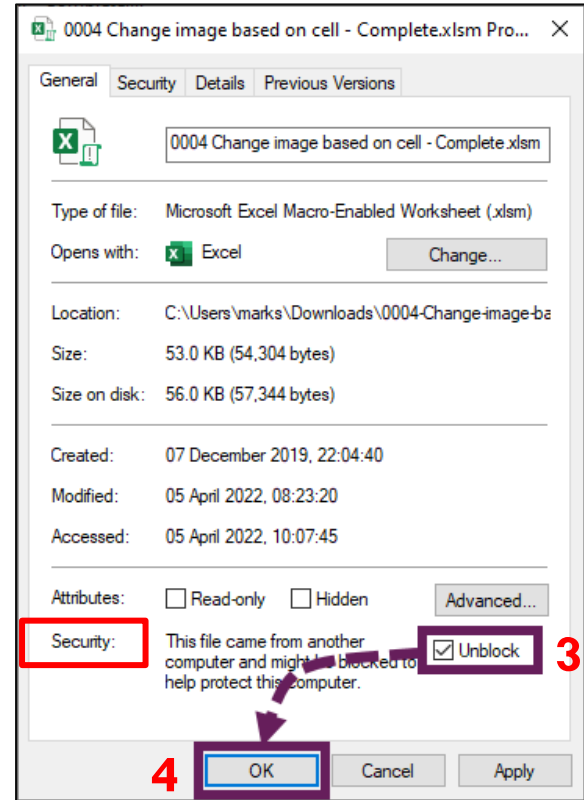 0004 Change image based on cell - Complete.xlsm Pro...
General Security Details Previous Versions
0004 Change image based on cell - Complete.xlsm
Type of file: Microsoft Excel Macro-Enabled Worksheet (.xlsm)
Opens with: Excel Change...
Location: C:\Users\marks\Downloads\0004-Change-image-ba
Size: 53.0 KB (54,304 bytes)
Size on disk: 56.0 KB (57,344 bytes)
Created: 07 December 2019, 22:04:40
Modified: 05 April 2022, 08:23:20
Accessed: 05 April 2022, 10:07:45
Attributes: Read-only Hidden Advanced...
Security: This file came from another
computer and might be blocked to Unblock 3
help protect this computer.
4 OK Cancel Apply